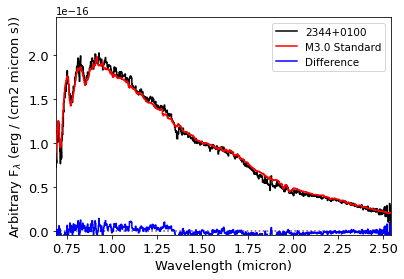 1e−16
2344+0100
M3.0 Standard
Difference
Arbitrary Fλ (erg / (cm2 micron s))
2.0
1.5
1.0
0.5
0.0
0.75 1.00 1.25 1.50 1.75 2.00 2.25 2.50
Wavelength (micron)